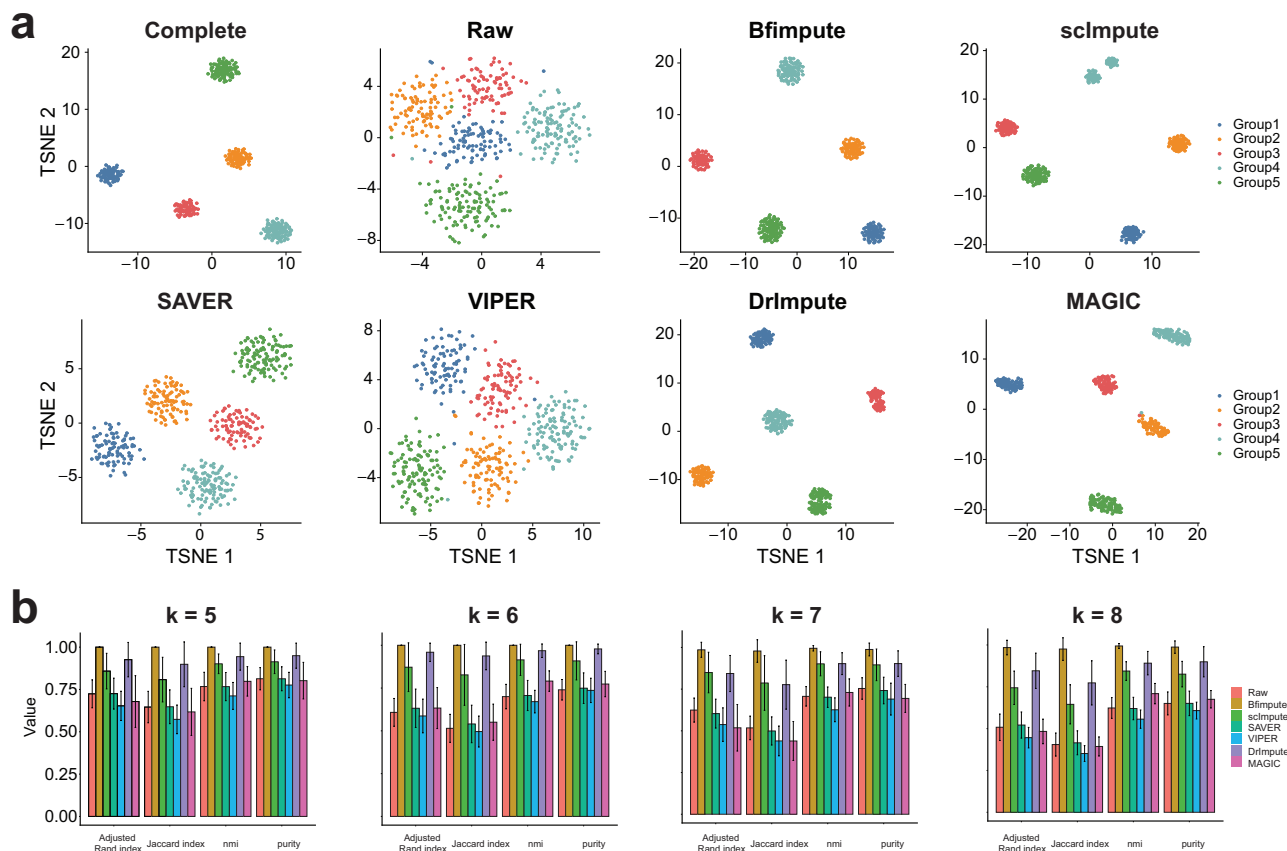 a
Complete
Raw
Bfimpute
scImpute
TSNE 2
20
10
0
−10
−10
0
10
4
0
−4
−8
−4
0
4
20
10
0
−10
−20
−10
0
10
20
10
0
−10
−20
−10
0
10
Group1
Group2
Group3
Group4
Group5
SAVER
VIPER
DrImpute
MAGIC
TSNE 2
5
0
−5
−5
0
5
TSNE 1
8
4
0
−4
−5
0
5
10
TSNE 1
20
10
0
−10
−10
0
10
TSNE 1
10
0
−10
−20
−20
−10
0
10
20
TSNE 1
Group1
Group2
Group3
Group4
Group5
b
k = 5
k = 6
k = 7
k = 8
Value
1.00
0.75
0.50
0.25
0.00
Adjusted
Rand index
Jaccard index
nmi
purity
Adjusted
Rand index
Jaccard index
nmi
purity
Adjusted
Rand index
Jaccard index
nmi
purity
Adjusted
Rand index
Jaccard index
nmi
purity
Raw
Bfimpute
scImpute
SAVER
VIPER
DrImpute
MAGIC